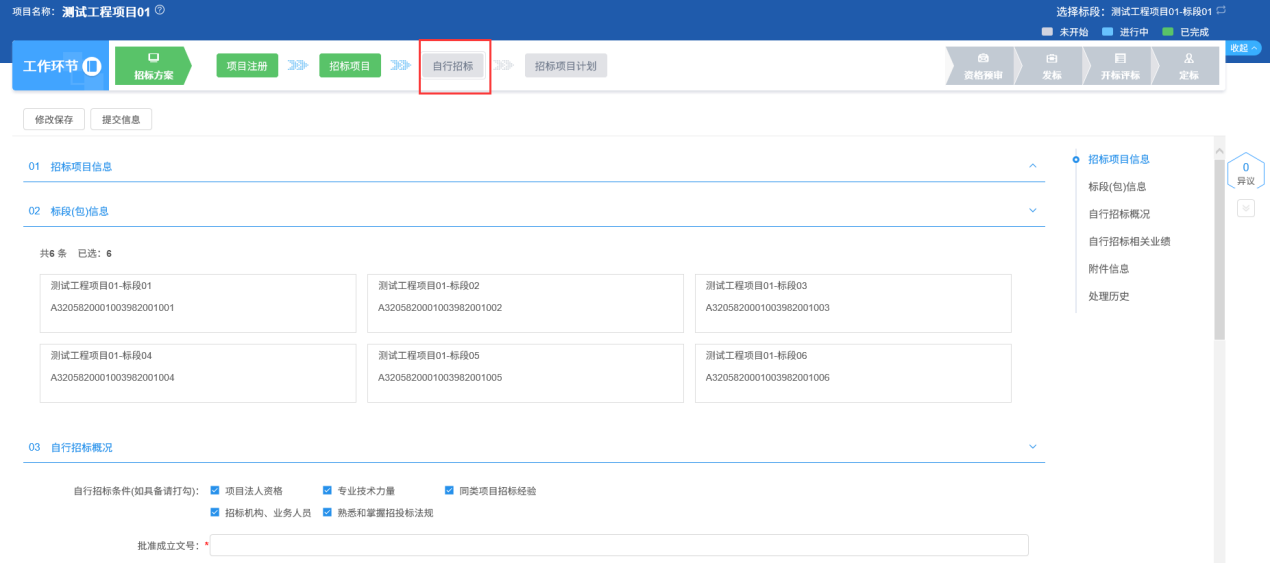 项目名称: 测试工程项目01
选择标段: 测试工程项目01-标段01
未开始 进行中 已完成
收起
工作环节 招标方案 项目注册 招标项目 自行招标 招标项目计划 资格预审 发标 开标评标 定标
修改保存 提交信息
01 招标项目信息
02 标段(包)信息
共6 条 已选: 6
测试工程项目01-标段01
A3205820001003982001001
测试工程项目01-标段02
A3205820001003982001002
测试工程项目01-标段03
A3205820001003982001003
测试工程项目01-标段04
A3205820001003982001004
测试工程项目01-标段05
A3205820001003982001005
测试工程项目01-标段06
A3205820001003982001006
03 自行招标概况
自行招标条件(如具备请打勾): 项目法人资格 专业技术力量 同类项目招标经验
招标机构、业务人员 熟悉和掌握招投标法规
批准成立文号: *
招标项目信息
标段(包)信息
自行招标概况
自行招标相关业绩
附件信息
处理历史
0
异议